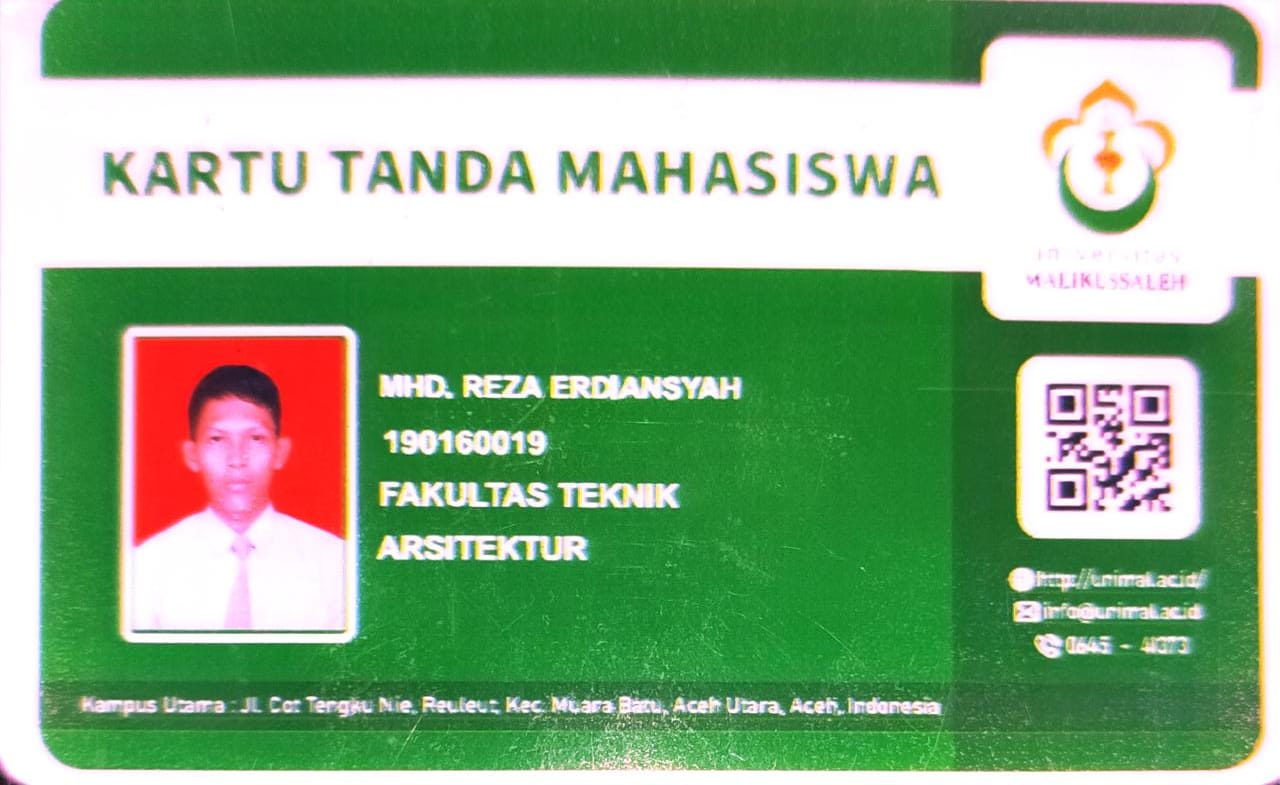 KARTU TANDA MAHASISWA
universitas
MALIKUSSALEH
MHD. REZA ERDIANSYAH
190160019
FAKULTAS TEKNIK
ARSITEKTUR
http://unimal.ac.id/
info@unimal.ac.id
0645 - 41373
Kampus Utama : Jl. Cot Tengku Nie, Reuleut, Kec. Muara Batu, Aceh Utara, Aceh, Indonesia